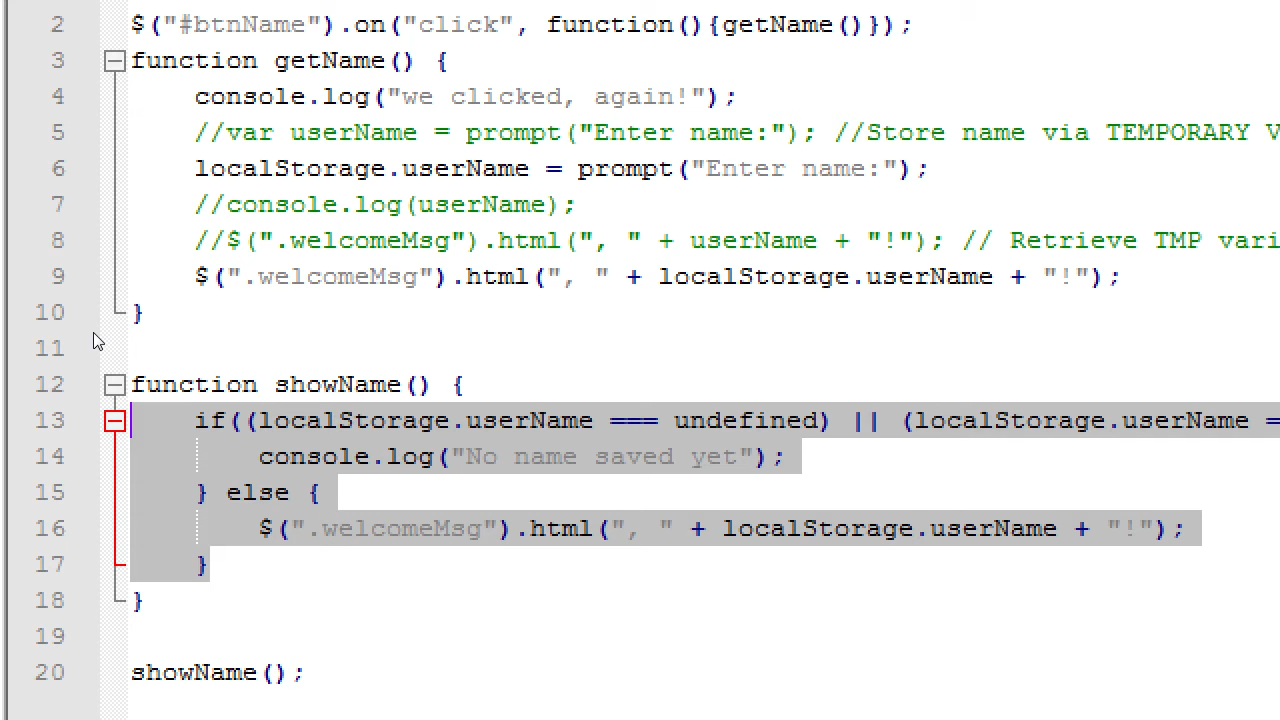 2 $("#btnName").on("click", function(){getName()});
3 function getName() {
4 console.log("we clicked, again!");
5 //var userName = prompt("Enter name:"); //Store name via TEMPORARY V
6 localStorage.userName = prompt("Enter name:");
7 //console.log(userName);
8 //$(".welcomeMsg").html(", " + userName + "!"); // Retrieve TMP vari
9 $(".welcomeMsg").html(", " + localStorage.userName + "!");
10 }
11
12 function showName() {
13 if((localStorage.userName === undefined) || (localStorage.userName =
14 console.log("No name saved yet");
15 } else {
16 $(".welcomeMsg").html(", " + localStorage.userName + "!");
17 }
18 }
19
20 showName();